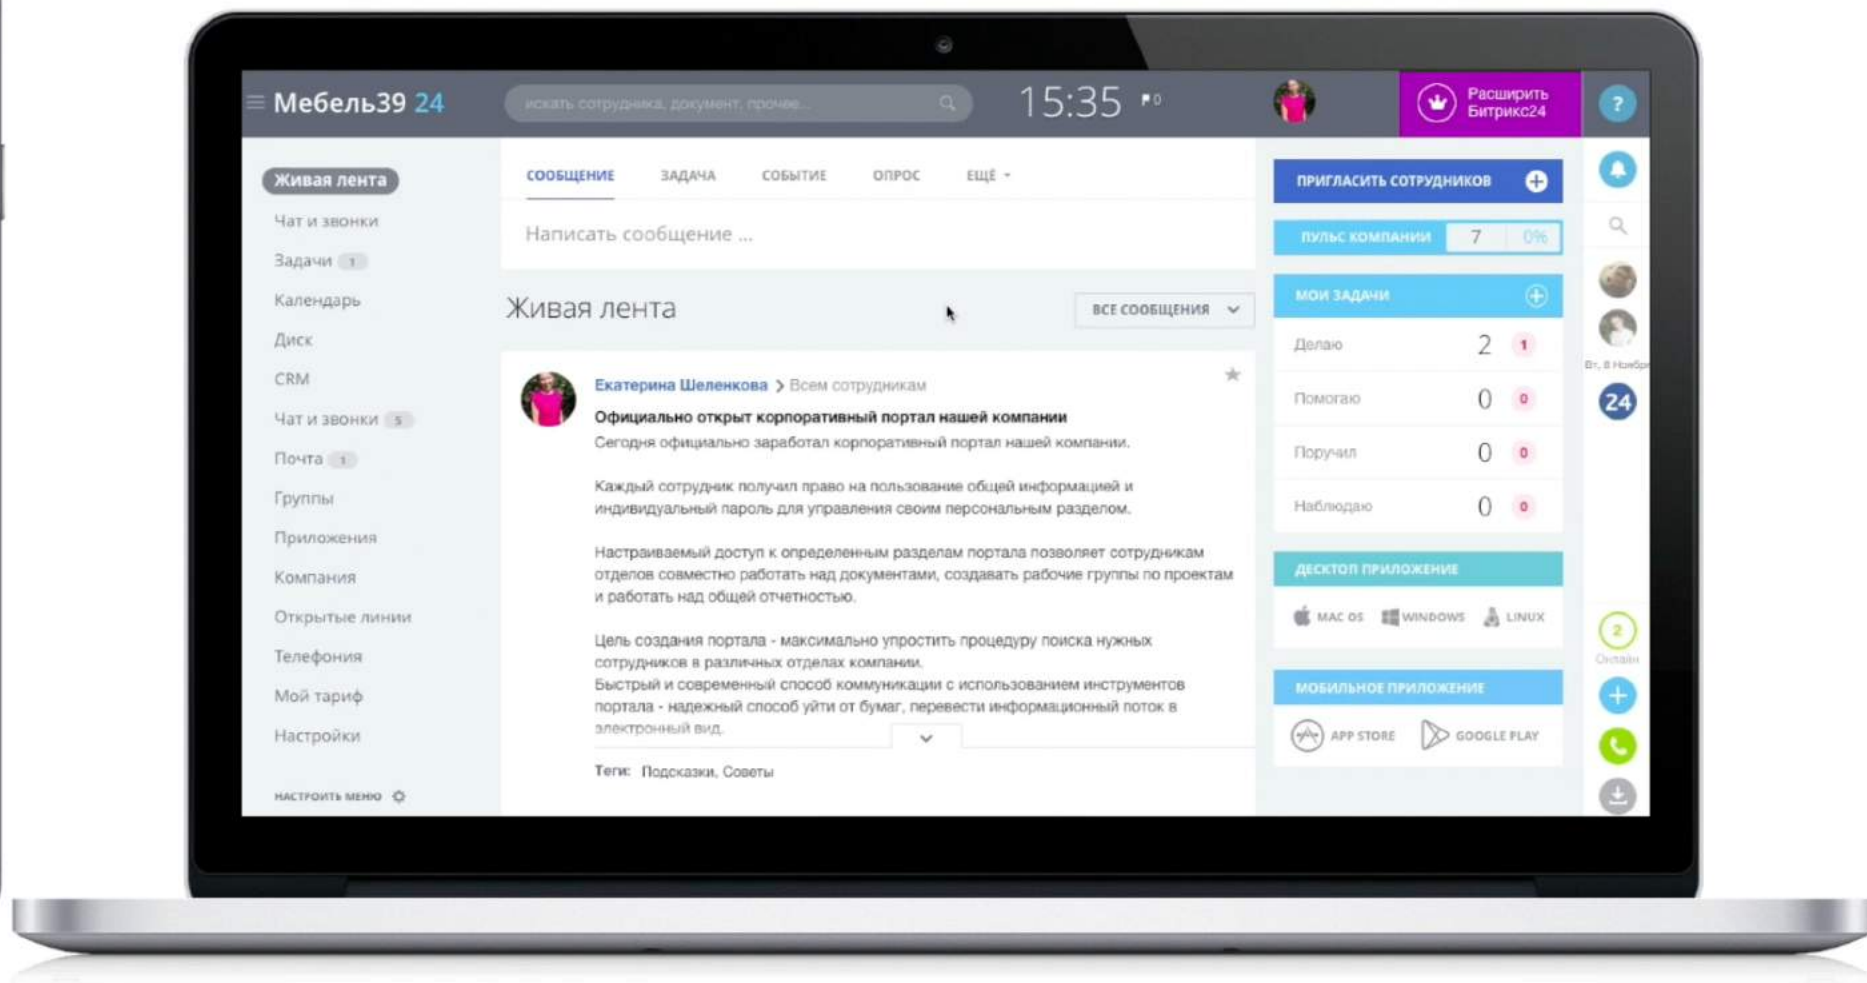 Мебель39 24
искать сотрудника, документ, прочее...
15:35
0
Расширить
Битрикс24
?
Живая лента
Чат и звонки
Задачи 1
Календарь
Диск
CRM
Чат и звонки 5
Почта 1
Группы
Приложения
Компания
Открытые линии
Телефония
Мой тариф
Настройки
НАСТРОИТЬ МЕНЮ
СООБЩЕНИЕ ЗАДАЧА СОБЫТИЕ ОПРОС ЕЩЁ
Написать сообщение ...
Живая лента
ВСЕ СООБЩЕНИЯ
Екатерина Шеленкова > Всем сотрудникам
Официально открыт корпоративный портал нашей компании
Сегодня официально заработал корпоративный портал нашей компании.
Каждый сотрудник получил право на пользование общей информацией и
индивидуальный пароль для управления своим персональным разделом.
Настраиваемый доступ к определенным разделам портала позволяет сотрудникам
отделов совместно работать над документами, создавать рабочие группы по проектам
и работать над общей отчетностью.
Цель создания портала - максимально упростить процедуру поиска нужных
сотрудников в различных отделах компании.
Быстрый и современный способ коммуникации с использованием инструментов
портала - надежный способ уйти от бумаг, перевести информационный поток в
электронный вид.
Теги: Подсказки, Советы
ПРИГЛАСИТЬ СОТРУДНИКОВ
ПУЛЬС КОМПАНИИ 7 0%
МОИ ЗАДАЧИ
Делаю 2 1
Помогаю 0 0
Поручил 0 0
Наблюдаю 0 0
ДЕСКТОП ПРИЛОЖЕНИЕ
MAC OS WINDOWS LINUX
МОБИЛЬНОЕ ПРИЛОЖЕНИЕ
APP STORE GOOGLE PLAY
Вт, 8 Ноябр
24
2
Онлайн